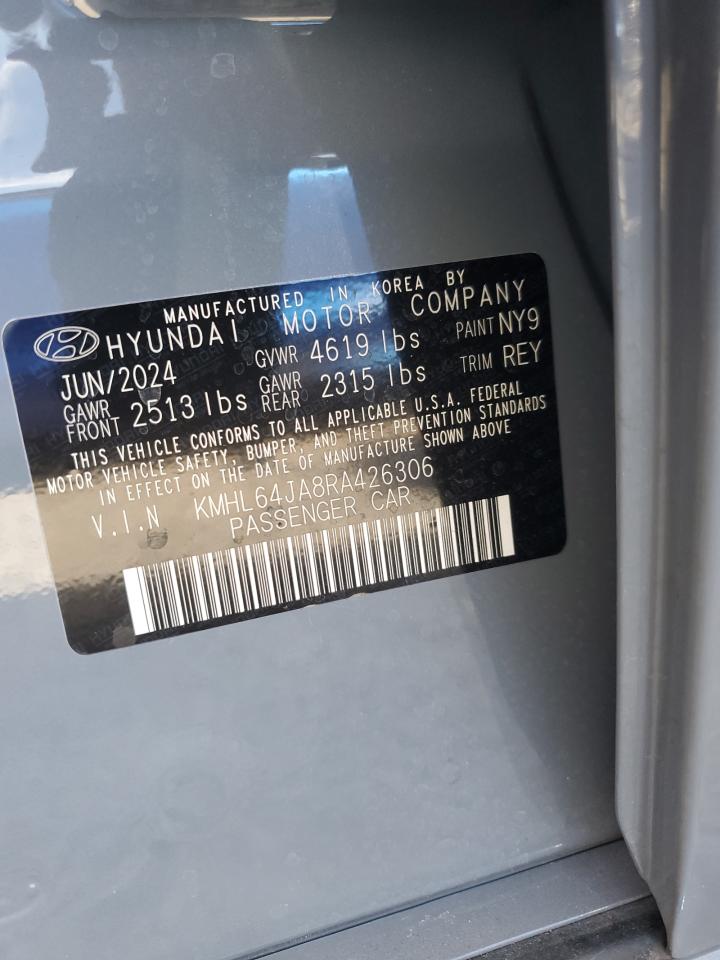 MANUFACTURED IN KOREA BY
HYUNDAI MOTOR COMPANY
JUN/2024 GVWR 4619 lbs PAINT NY9
GAWR FRONT 2513 lbs GAWR REAR 2315 lbs TRIM REY
THIS VEHICLE CONFORMS TO ALL APPLICABLE U.S.A. FEDERAL
MOTOR VEHICLE SAFETY, BUMPER, AND THEFT PREVENTION STANDARDS
IN EFFECT ON THE DATE OF MANUFACTURE SHOWN ABOVE
V.I.N KMHL64JA8RA426306
PASSENGER CAR